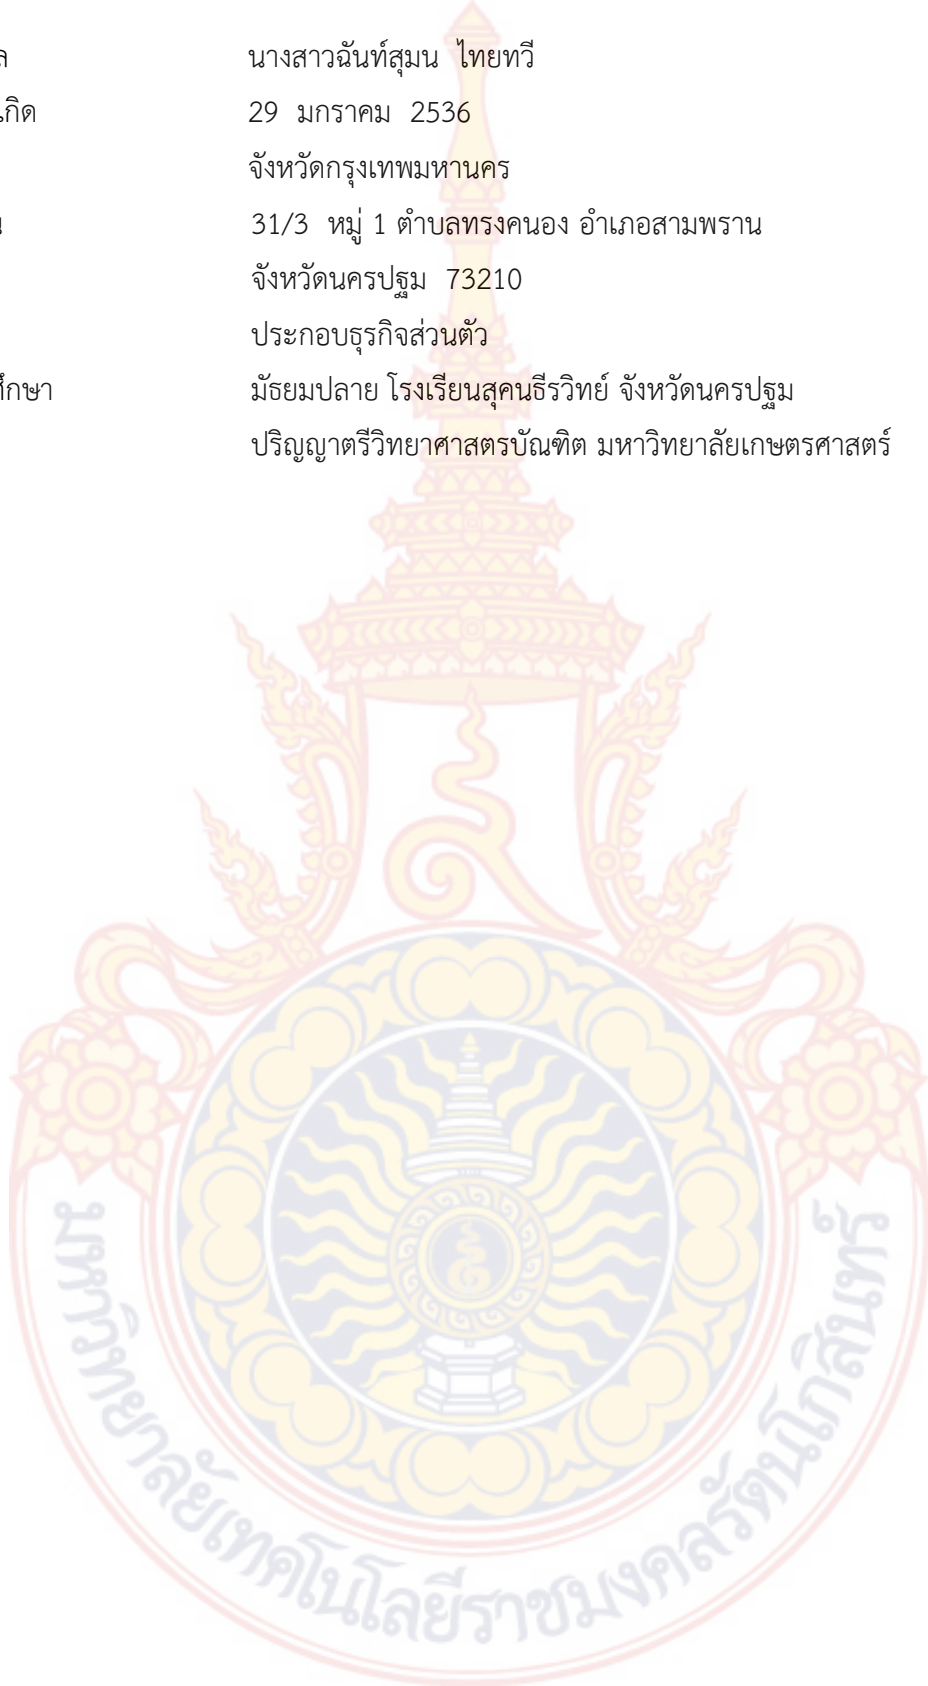 ล นางสาวฉันท์สุมน ไทยทวี
เกิด 29 มกราคม 2536
จังหวัดกรุงเทพมหานคร
น 31/3 หมู่ 1 ตำบลทรงคนอง อำเภอสามพราน
จังหวัดนครปฐม 73210
ประกอบธุรกิจส่วนตัว
ศึกษา มัธยมปลาย โรงเรียนสุคนธีรวิทย์ จังหวัดนครปฐม
ปริญญาตรีวิทยาศาสตรบัณฑิต มหาวิทยาลัยเกษตรศาสตร์
มหาวิทยาลัยเทคโนโลยีราชมงคลรัตนโกสินทร์